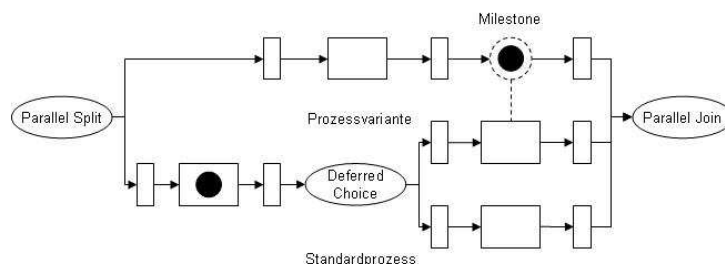 Milestone
Parallel Split
Prozessvariante
Parallel Join
Deferred
Choice
Standardprozess